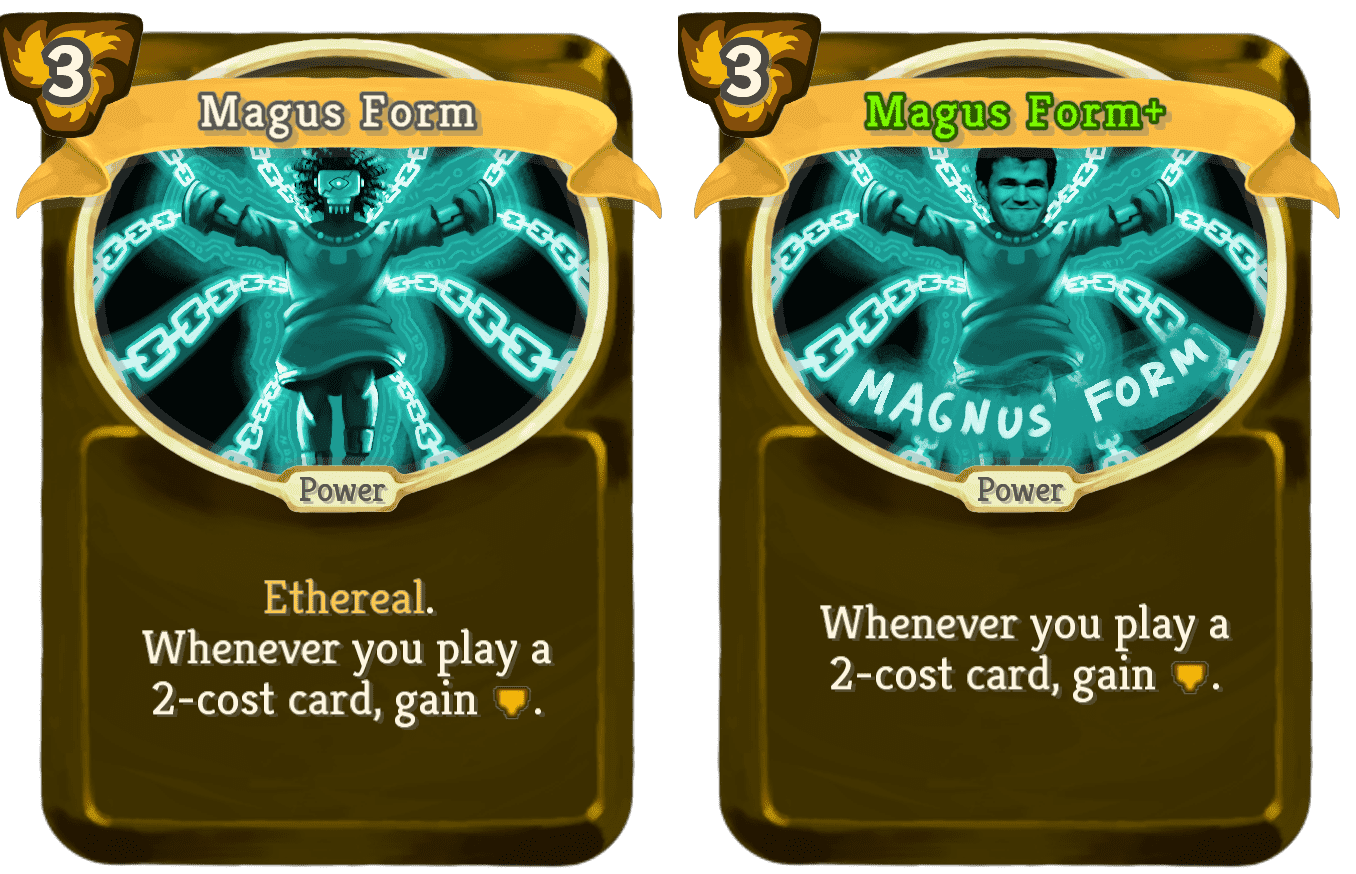 3
Magus Form
Power
Ethereal.
Whenever you play a
2-cost card, gain .
3
Magus Form+
MAGNUS FORM
Power
Whenever you play a
2-cost card, gain .